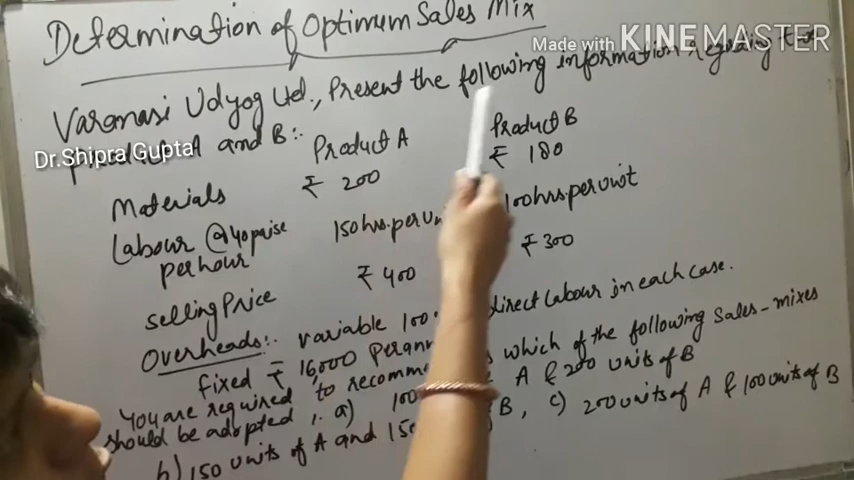 Determination of Optimum Sales Mix
Made with KINEMASTER
Varanasi Udyog Ltd., Present the following information regarding
A and B:-
Dr.Shipra Gupta
Product A Product B
Materials ₹ 200 ₹ 180
Labour @ 40 paise 150 hrs. per 100 hrs. per unit
per hour
Selling Price ₹ 400 ₹ 300
Overheads:- variable 100 direct labour in each case.
fixed ₹ 16,000 Per
You are required to which of the following sales-mixes
should be adopted :- a) 100 A & 200 units of B
b) 150 units of A and B, c) 200 units of A & 100 units of B